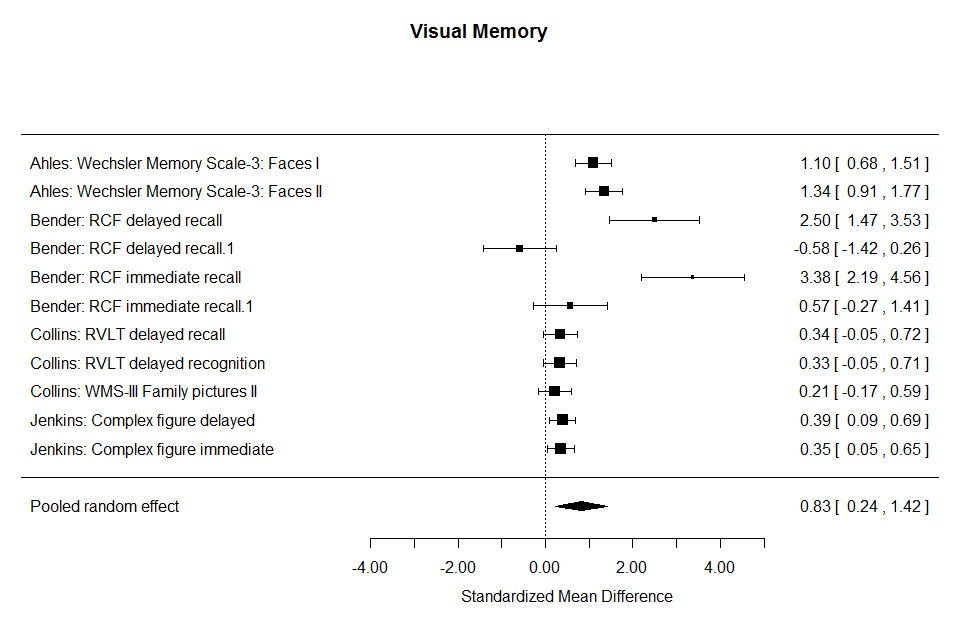 Visual Memory
Ahles: Wechsler Memory Scale-3: Faces I 1.10 [ 0.68 , 1.51 ]
Ahles: Wechsler Memory Scale-3: Faces II 1.34 [ 0.91 , 1.77 ]
Bender: RCF delayed recall 2.50 [ 1.47 , 3.53 ]
Bender: RCF delayed recall.1 -0.58 [ -1.42 , 0.26 ]
Bender: RCF immediate recall 3.38 [ 2.19 , 4.56 ]
Bender: RCF immediate recall.1 0.57 [ -0.27 , 1.41 ]
Collins: RVLT delayed recall 0.34 [ -0.05 , 0.72 ]
Collins: RVLT delayed recognition 0.33 [ -0.05 , 0.71 ]
Collins: WMS-III Family pictures II 0.21 [ -0.17 , 0.59 ]
Jenkins: Complex figure delayed 0.39 [ 0.09 , 0.69 ]
Jenkins: Complex figure immediate 0.35 [ 0.05 , 0.65 ]
Pooled random effect 0.83 [ 0.24 , 1.42 ]
-4.00 -2.00 0.00 2.00 4.00
Standardized Mean Difference